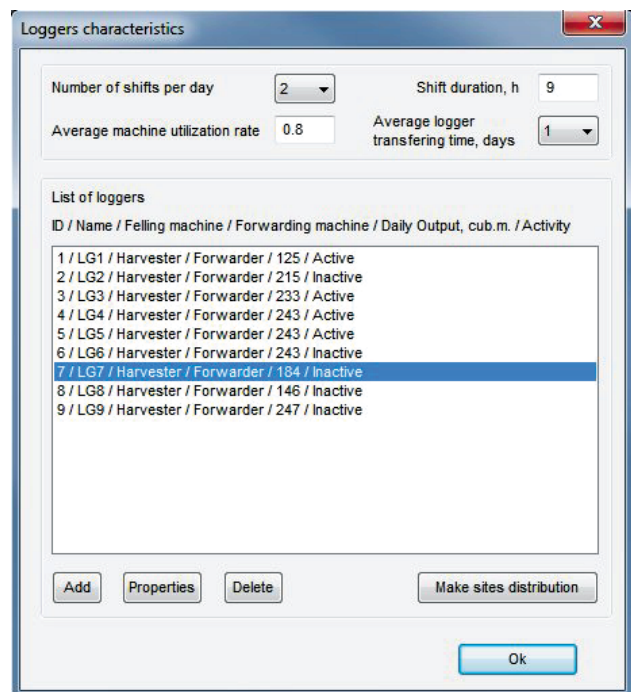 Loggers characteristics
Number of shifts per day 2 Shift duration, h 9
Average machine utilization rate 0.8 Average logger
transfering time, days 1
List of loggers
ID / Name / Felling machine / Forwarding machine / Daily Output, cub.m. / Activity
1 / LG1 / Harvester / Forwarder / 125 / Active
2 / LG2 / Harvester / Forwarder / 215 / Inactive
3 / LG3 / Harvester / Forwarder / 233 / Active
4 / LG4 / Harvester / Forwarder / 243 / Active
5 / LG5 / Harvester / Forwarder / 243 / Active
6 / LG6 / Harvester / Forwarder / 243 / Inactive
7 / LG7 / Harvester / Forwarder / 184 / Inactive
8 / LG8 / Harvester / Forwarder / 146 / Inactive
9 / LG9 / Harvester / Forwarder / 247 / Inactive
Add Properties Delete Make sites distribution
Ok